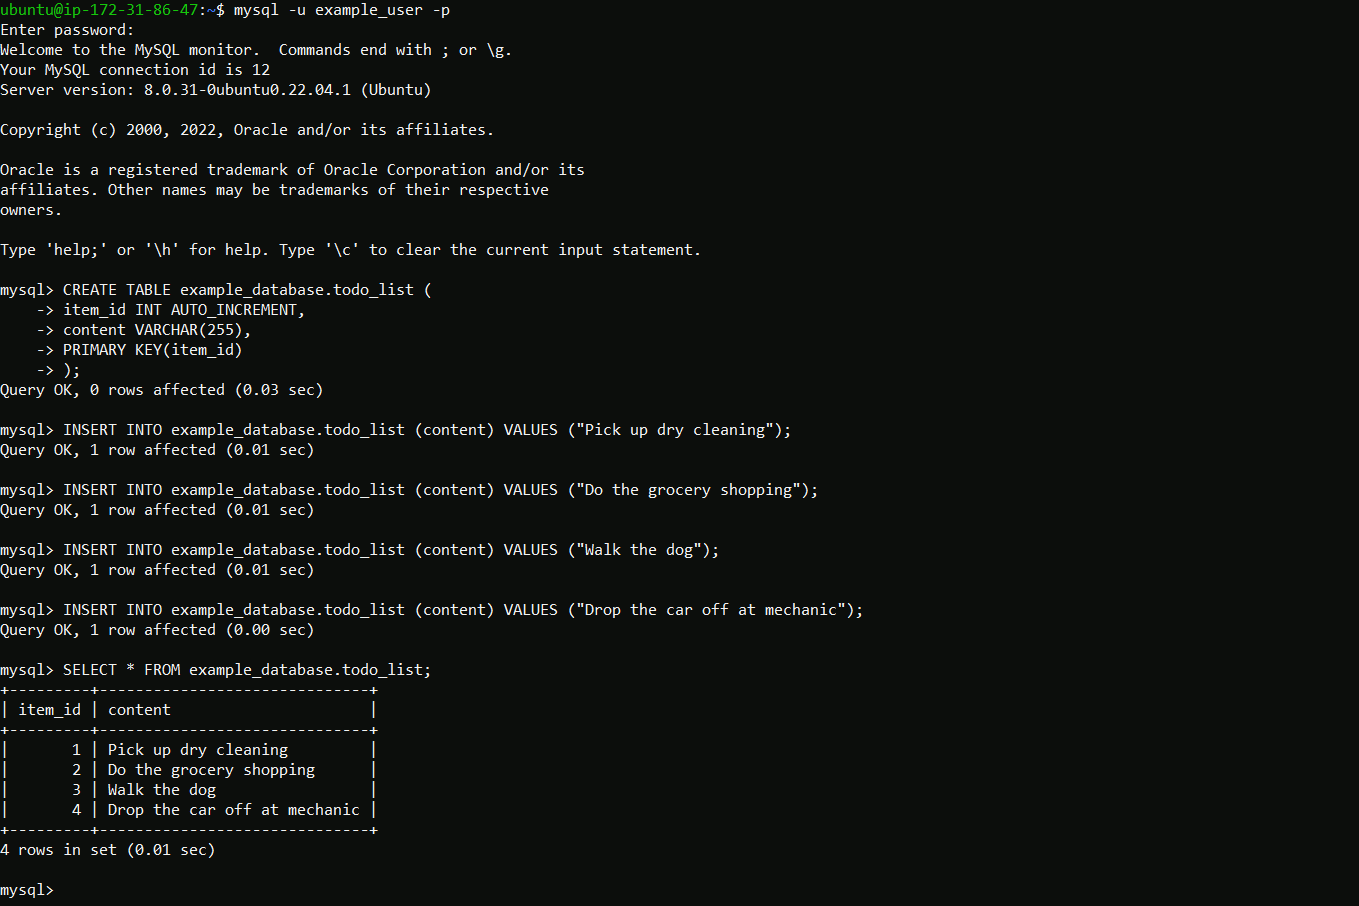 ubuntu@ip-172-31-86-47:~$ mysql -u example_user -p
Enter password:
Welcome to the MySQL monitor.  Commands end with ; or \g.
Your MySQL connection id is 12
Server version: 8.0.31-0ubuntu0.22.04.1 (Ubuntu)

Copyright (c) 2000, 2022, Oracle and/or its affiliates.

Oracle is a registered trademark of Oracle Corporation and/or its
affiliates. Other names may be trademarks of their respective
owners.

Type 'help;' or '\h' for help. Type '\c' to clear the current input statement.

mysql> CREATE TABLE example_database.todo_list (
    -> item_id INT AUTO_INCREMENT,
    -> content VARCHAR(255),
    -> PRIMARY KEY(item_id)
    -> );
Query OK, 0 rows affected (0.03 sec)

mysql> INSERT INTO example_database.todo_list (content) VALUES ("Pick up dry cleaning");
Query OK, 1 row affected (0.01 sec)

mysql> INSERT INTO example_database.todo_list (content) VALUES ("Do the grocery shopping");
Query OK, 1 row affected (0.01 sec)

mysql> INSERT INTO example_database.todo_list (content) VALUES ("Walk the dog");
Query OK, 1 row affected (0.01 sec)

mysql> INSERT INTO example_database.todo_list (content) VALUES ("Drop the car off at mechanic");
Query OK, 1 row affected (0.00 sec)

mysql> SELECT * FROM example_database.todo_list;
+---------+------------------------------+
| item_id | content                      |
+---------+------------------------------+
|       1 | Pick up dry cleaning         |
|       2 | Do the grocery shopping      |
|       3 | Walk the dog                 |
|       4 | Drop the car off at mechanic |
+---------+------------------------------+
4 rows in set (0.01 sec)

mysql>